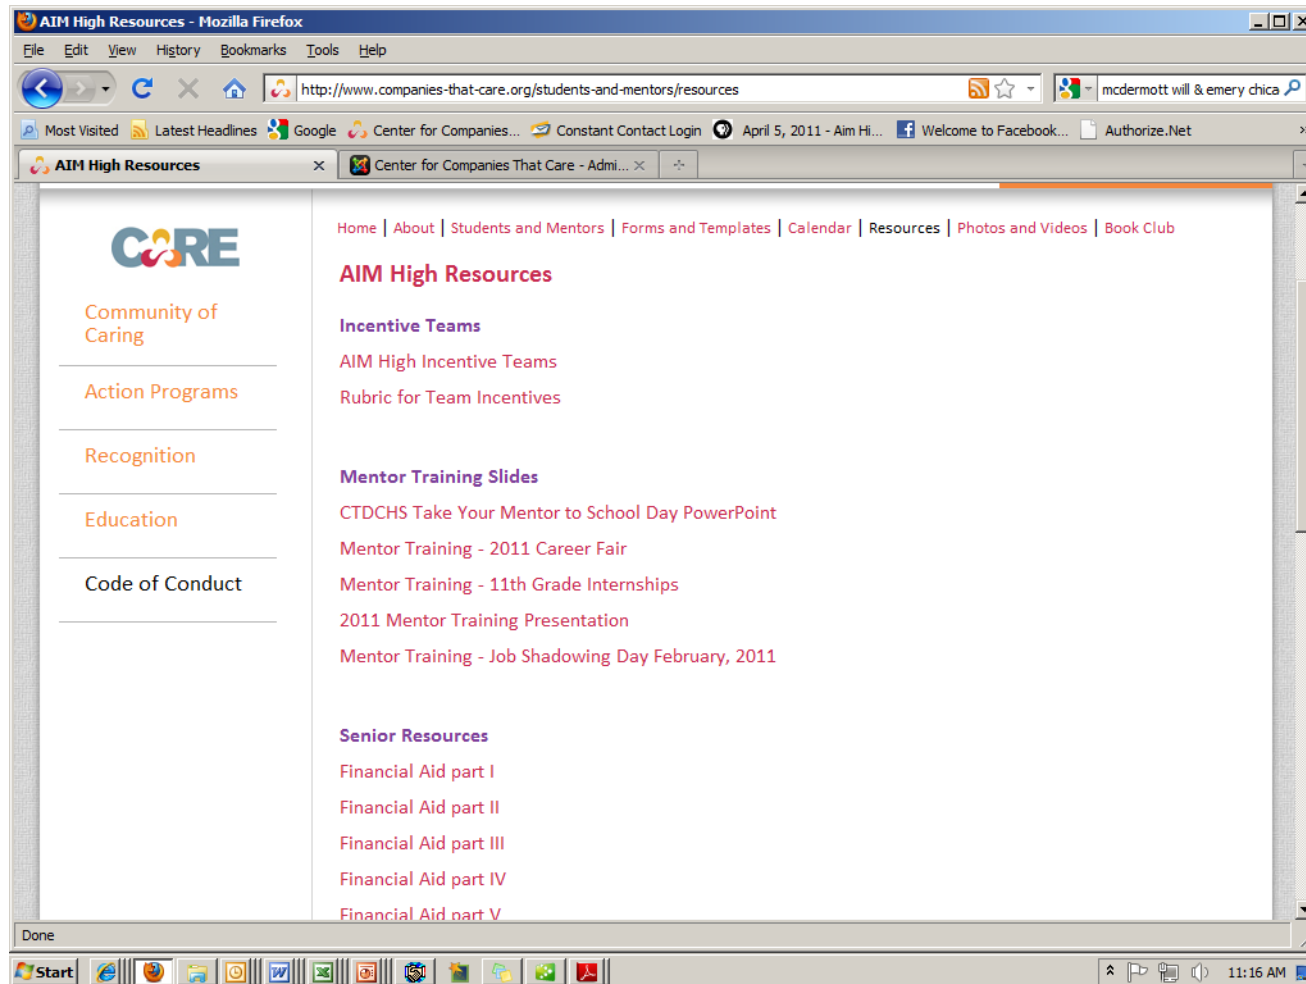 AIM High Resources - Mozilla Firefox
File Edit View History Bookmarks Tools Help
http://www.companies-that-care.org/students-and-mentors/resources mcdermott will & emery chica
Most Visited Latest Headlines Google Center for Companies... Constant Contact Login April 5, 2011 - Aim Hi... Welcome to Facebook... Authorize.Net »
AIM High Resources Center for Companies That Care - Admi...
Home | About | Students and Mentors | Forms and Templates | Calendar | Resources | Photos and Videos | Book Club
CARE
Community of
Caring
Action Programs
Recognition
Education
Code of Conduct
AIM High Resources
Incentive Teams
AIM High Incentive Teams
Rubric for Team Incentives
Mentor Training Slides
CTDCHS Take Your Mentor to School Day PowerPoint
Mentor Training - 2011 Career Fair
Mentor Training - 11th Grade Internships
2011 Mentor Training Presentation
Mentor Training - Job Shadowing Day February, 2011
Senior Resources
Financial Aid part I
Financial Aid part II
Financial Aid part III
Financial Aid part IV
Financial Aid part V
Done
Start 11:16 AM